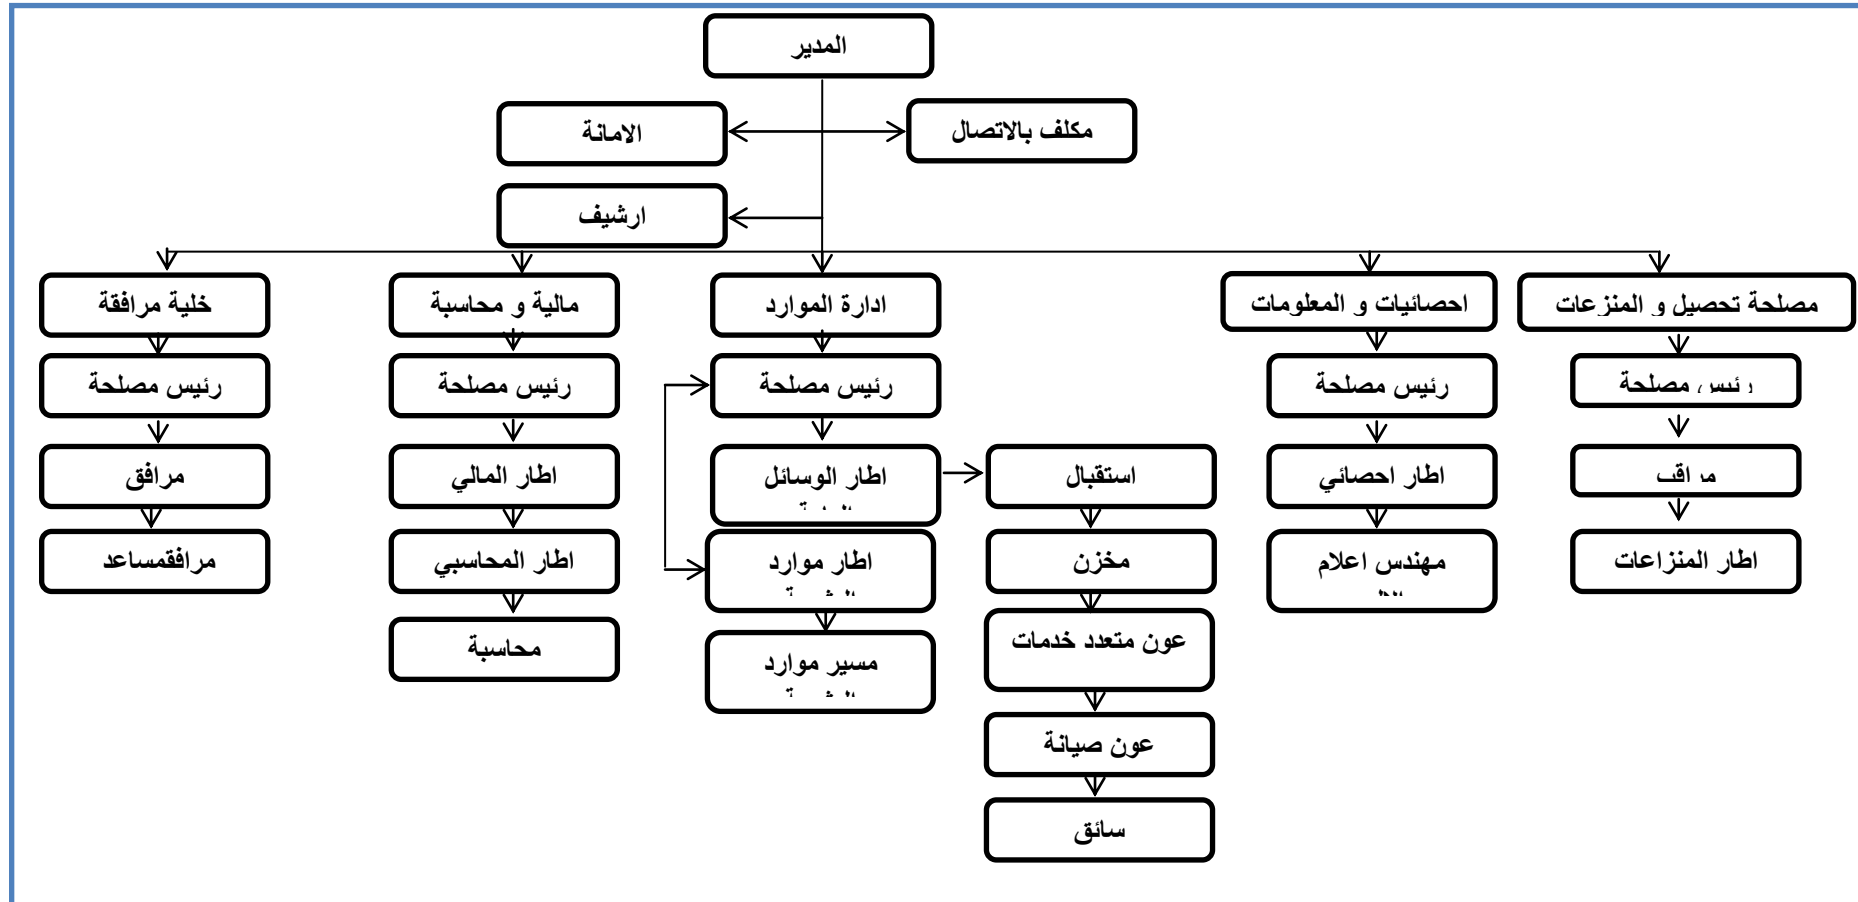 المدير
مكلف بالاتصال
الامانة
ارشيف
مصلحة تحصيل و المنزعات
احصائيات و المعلومات
ادارة الموارد
مالية و محاسبة
خلية مرافقة
رئيس مصلحة
رئيس مصلحة
رئيس مصلحة
رئيس مصلحة
رئيس مصلحة
مراقب
اطار احصائي
استقبال
اطار الوسائل
اطار المالي
مرافق
اطار المنزاعات
مهندس اعلام
مخزن
اطار موارد
اطار المحاسبي
مرافقمساعد
عون متعدد خدمات
مسير موارد
محاسبة
عون صيانة
سائق